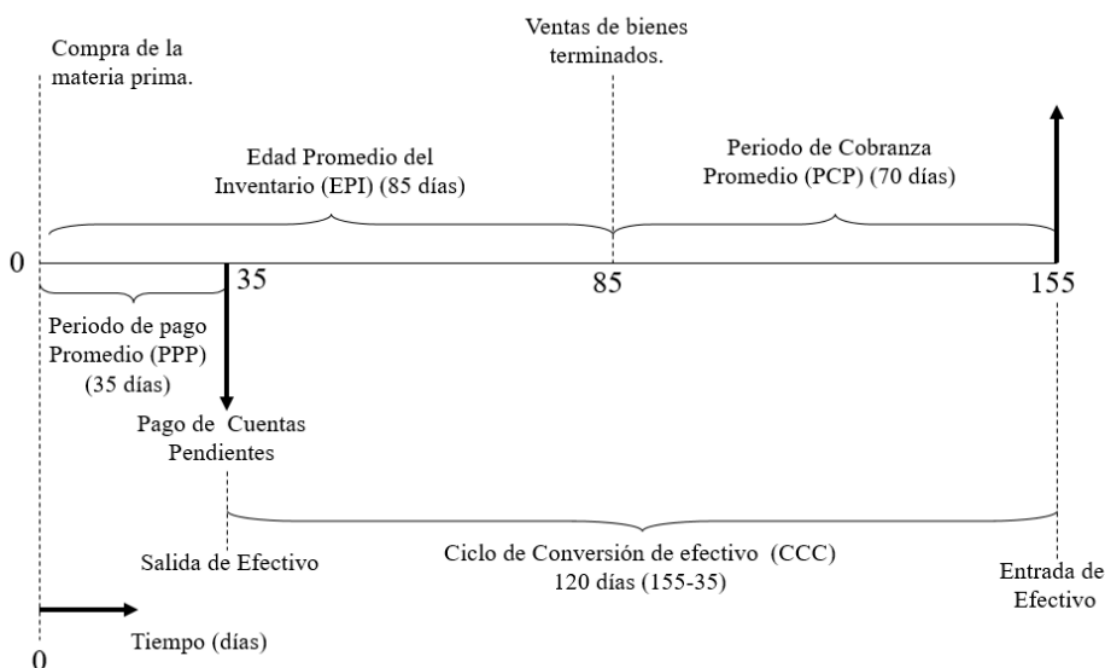 Compra de la
materia prima.
Ventas de bienes
terminados.
Edad Promedio del
Inventario (EPI) (85 días)
Periodo de Cobranza
Promedio (PCP) (70 días)
0
35
85
155
Periodo de pago
Promedio (PPP)
(35 días)
Pago de Cuentas
Pendientes
Salida de Efectivo
Ciclo de Conversión de efectivo (CCC)
120 días (155-35)
Entrada de
Efectivo
Tiempo (días)
0